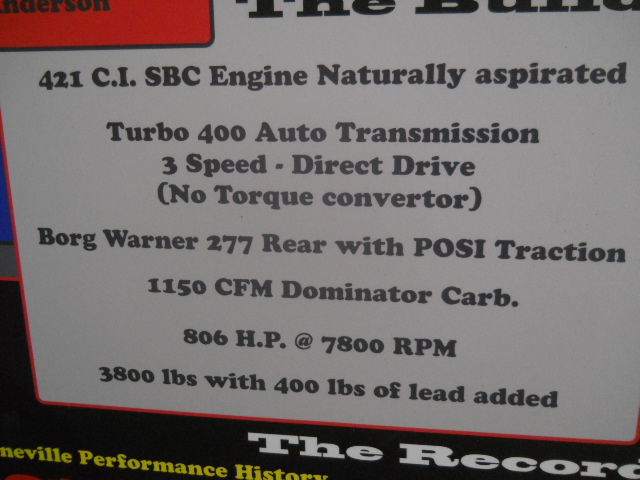 The
421 C.I. SBC Engine Naturally aspirated
Turbo 400 Auto Transmission
3 Speed - Direct Drive
(No Torque convertor)
Borg Warner 277 Rear with POSI Traction
1150 CFM Dominator Carb.
806 H.P. @ 7800 RPM
3800 lbs with 400 lbs of lead added
The Record
neville Performance History